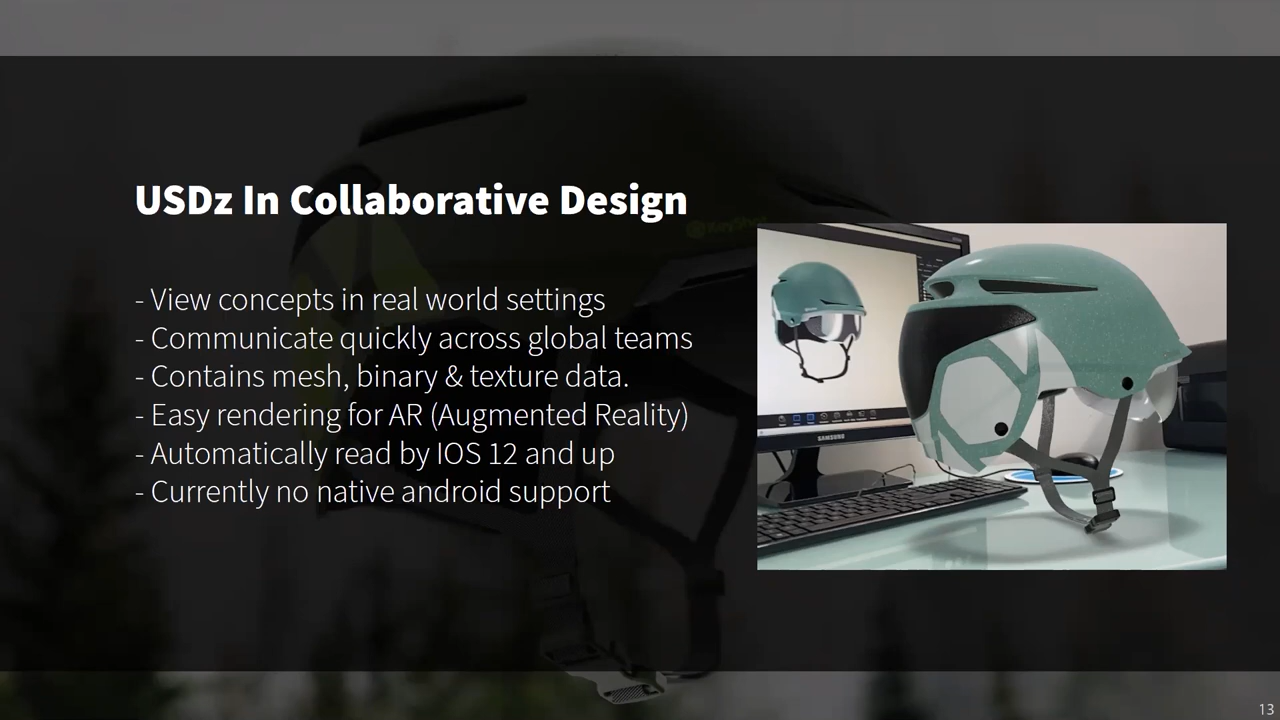 USDz In Collaborative Design
- View concepts in real world settings
- Communicate quickly across global teams
- Contains mesh, binary & texture data.
- Easy rendering for AR (Augmented Reality)
- Automatically read by IOS 12 and up
- Currently no native android support
KeyShot
SAMSUNG
13